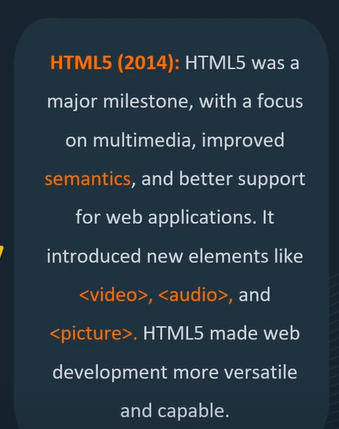 HTML5 (2014): HTML5 was a
major milestone, with a focus
on multimedia, improved
semantics, and better support
for web applications. It
introduced new elements like
<video>, <audio>, and
<picture>. HTML5 made web
development more versatile
and capable.